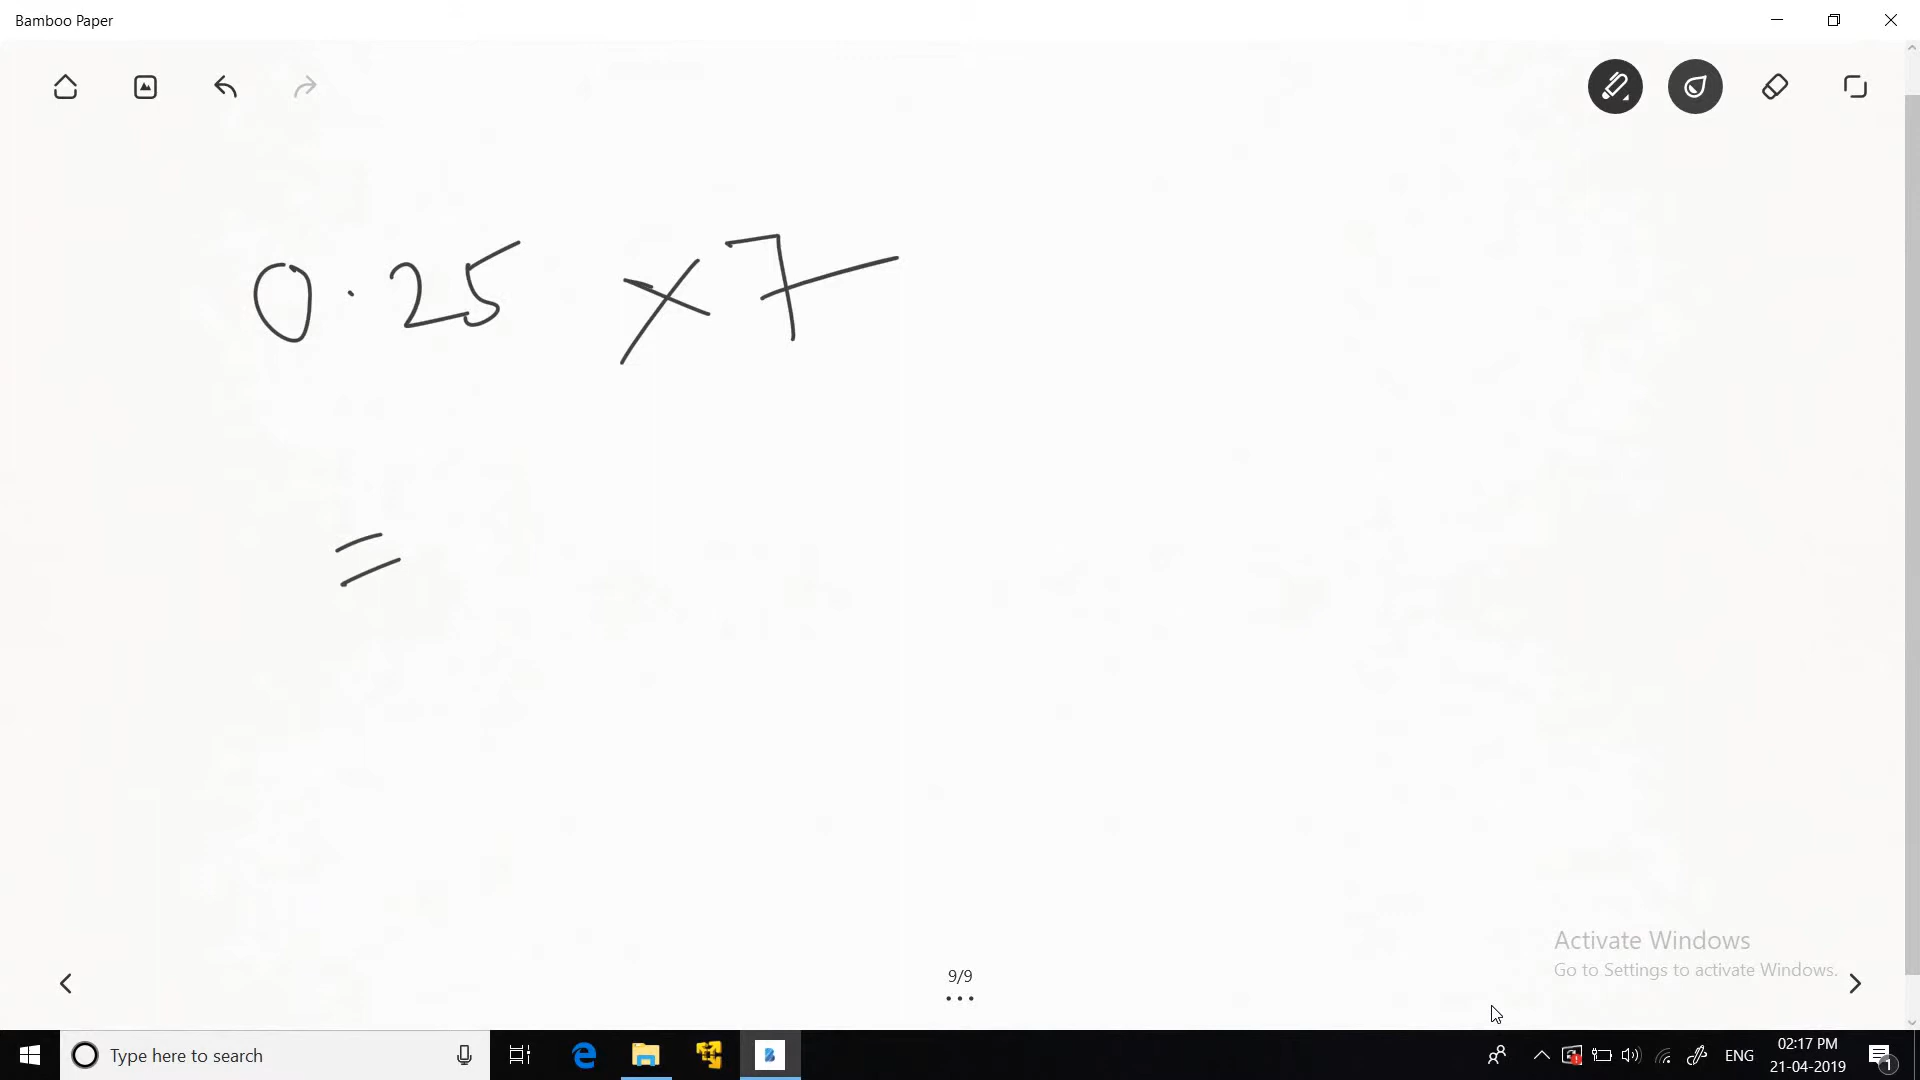 Bamboo Paper
0.25 × 7
=
Activate Windows
Go to Settings to activate Windows.
9/9
Type here to search
ENG
02:17 PM
21-04-2019
1